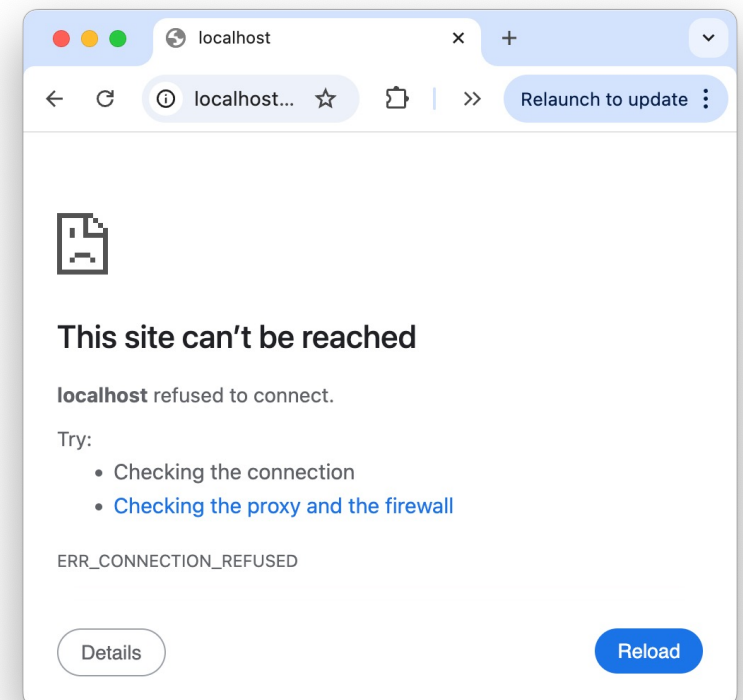 localhost
localhost...
Relaunch to update
This site can’t be reached
localhost refused to connect.
Try:
Checking the connection
Checking the proxy and the firewall
ERR_CONNECTION_REFUSED
Details
Reload